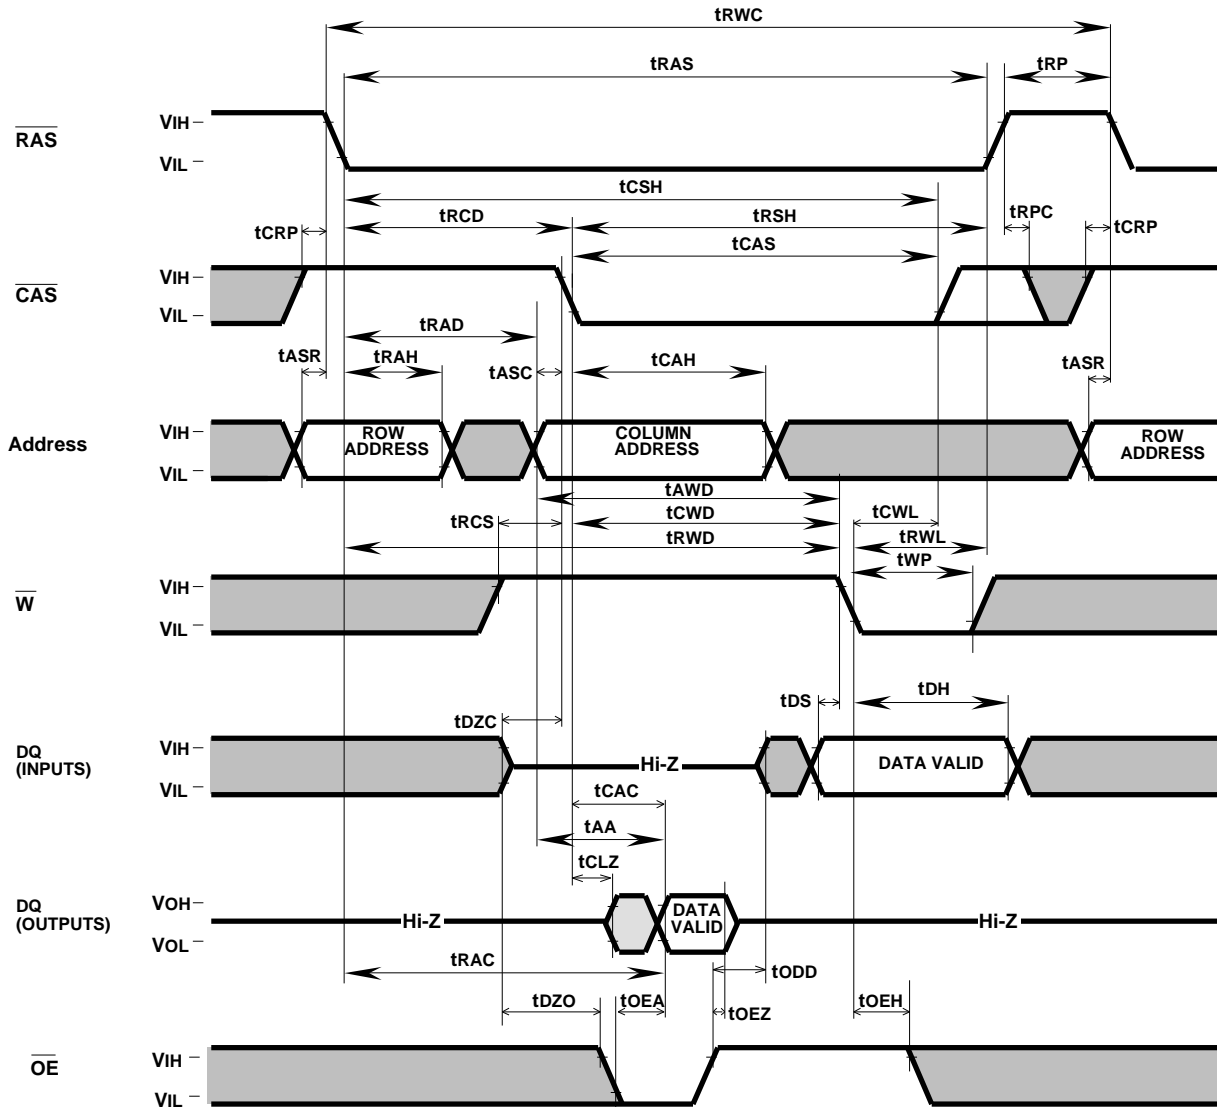 tRWC
tRAS
tRP
RAS
VIH
VIL
tCSH
tRCD
tRSH
tCRP
tRPC
tCRP
tCAS
CAS
VIH
VIL
tRAD
tASR
tRAH
tASC
tCAH
tASR
Address
VIH
VIL
ROW
ADDRESS
COLUMN
ADDRESS
ROW
ADDRESS
tAWD
tRCS
tCWD
tCWL
tRWD
tRWL
tWP
W
VIH
VIL
tDS
tDH
tDZC
DQ
(INPUTS)
VIH
VIL
Hi-Z
DATA VALID
tCAC
tAA
tCLZ
DQ
(OUTPUTS)
VOH
VOL
Hi-Z
DATA
VALID
Hi-Z
tRAC
tODD
tDZO
tOEA
tOEZ
tOEH
OE
VIH
VIL